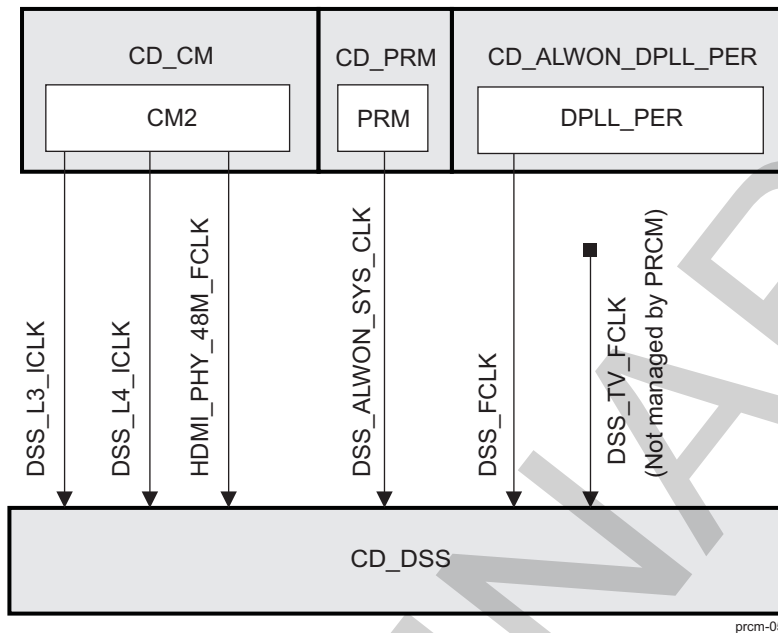 CD_CM
CD_PRM
CD_ALWON_DPLL_PER
CM2
PRM
DPLL_PER
DSS_L3_ICLK
DSS_L4_ICLK
HDMI_PHY_48M_FCLK
DSS_ALWON_SYS_CLK
DSS_FCLK
DSS_TV_FCLK
(Not managed by PRCM)
CD_DSS